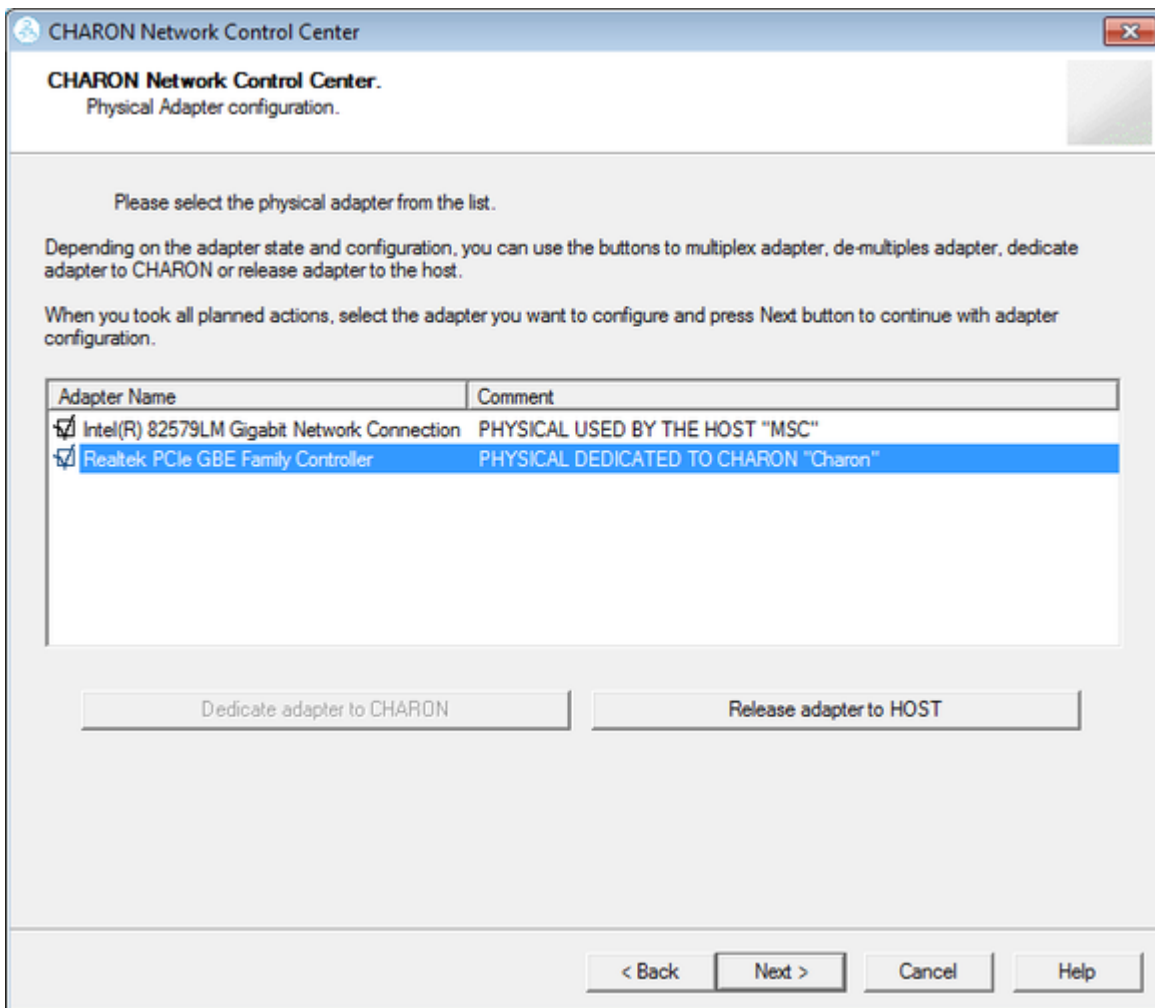 CHARON Network Control Center
CHARON Network Control Center.
Physical Adapter configuration.
Please select the physical adapter from the list.
Depending on the adapter state and configuration, you can use the buttons to multiplex adapter, de-multiples adapter, dedicate
adapter to CHARON or release adapter to the host.
When you took all planned actions, select the adapter you want to configure and press Next button to continue with adapter
configuration.
Adapter Name Comment
Intel(R) 82579LM Gigabit Network Connection PHYSICAL USED BY THE HOST "MSC"
Realtek PCIe GBE Family Controller PHYSICAL DEDICATED TO CHARON "Charon"
Dedicate adapter to CHARON Release adapter to HOST
< Back Next > Cancel Help